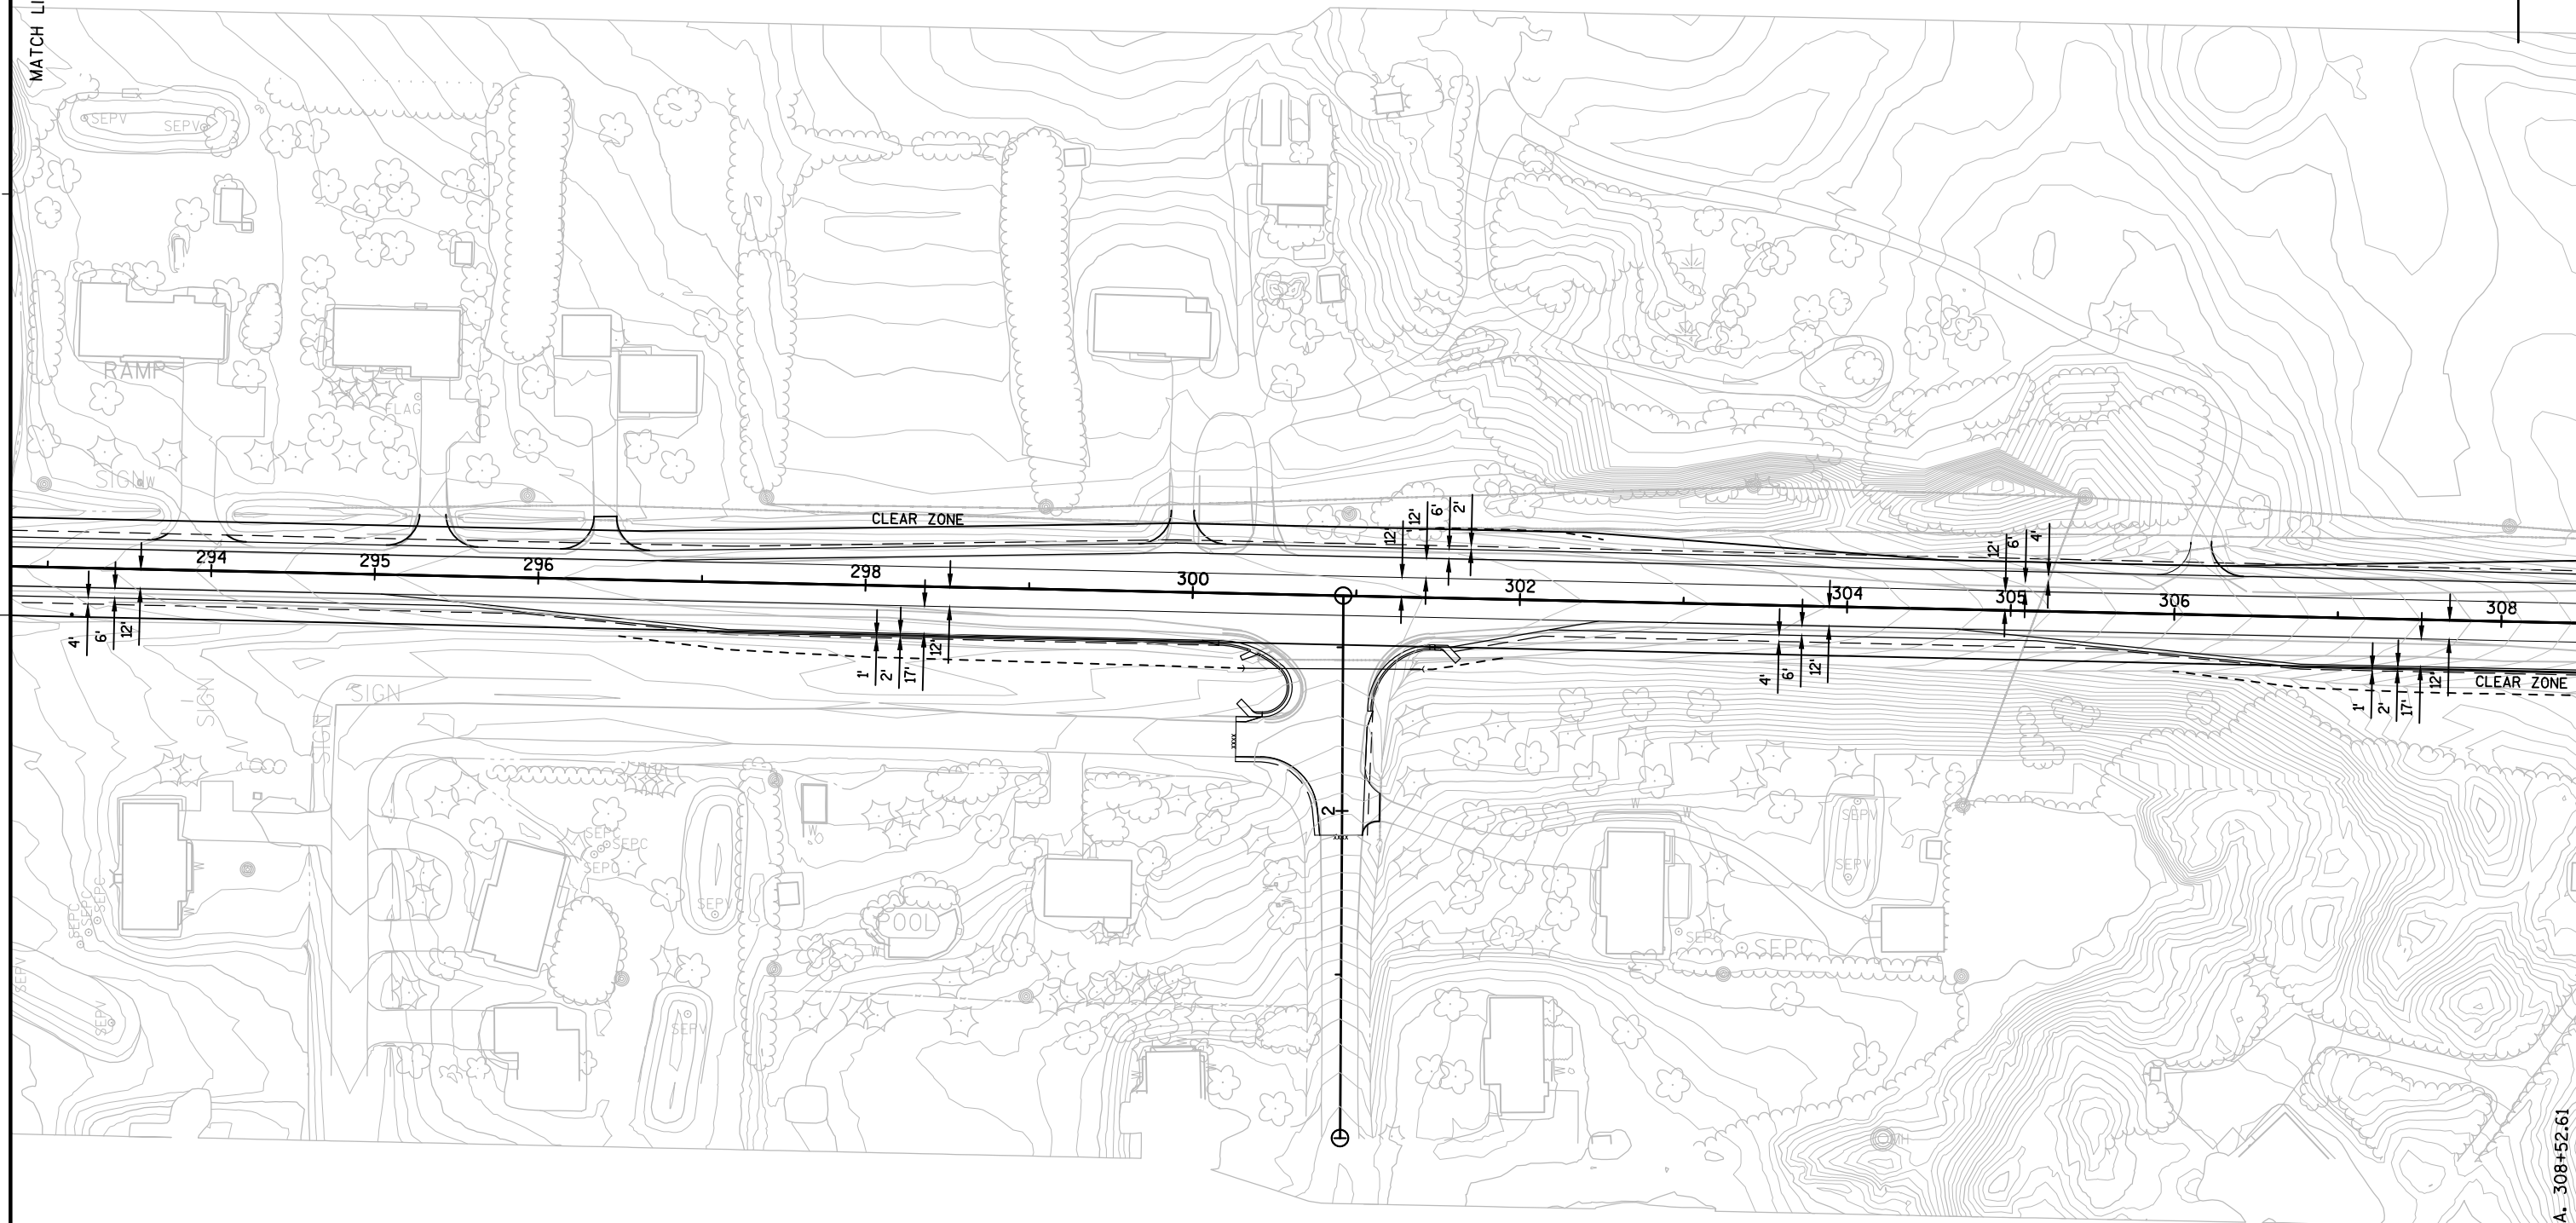 MATCH LI
SEPV
SEPV
RAMP
FLAG
SIGN
W
CLEAR ZONE
12'
12'
6'
2'
12'
6'
4'
294
295
296
298
300
302
304
305
306
308
4'
6'
12'
1'
2'
17'
12'
4'
6'
12'
1'
2'
17'
12'
CLEAR ZONE
SIGN
SIGN
SIGN
2
W
W
W
SEPV
SEPC
SEPC
SEPC
SEPV
SEPV
W
W
SEPC
SEPC
SEPC
SEPV
OOL
W
W
SEPC
SEPC
SEPV
SEPV
SEPV
W
W
W
W
MH
A. 308+52.61